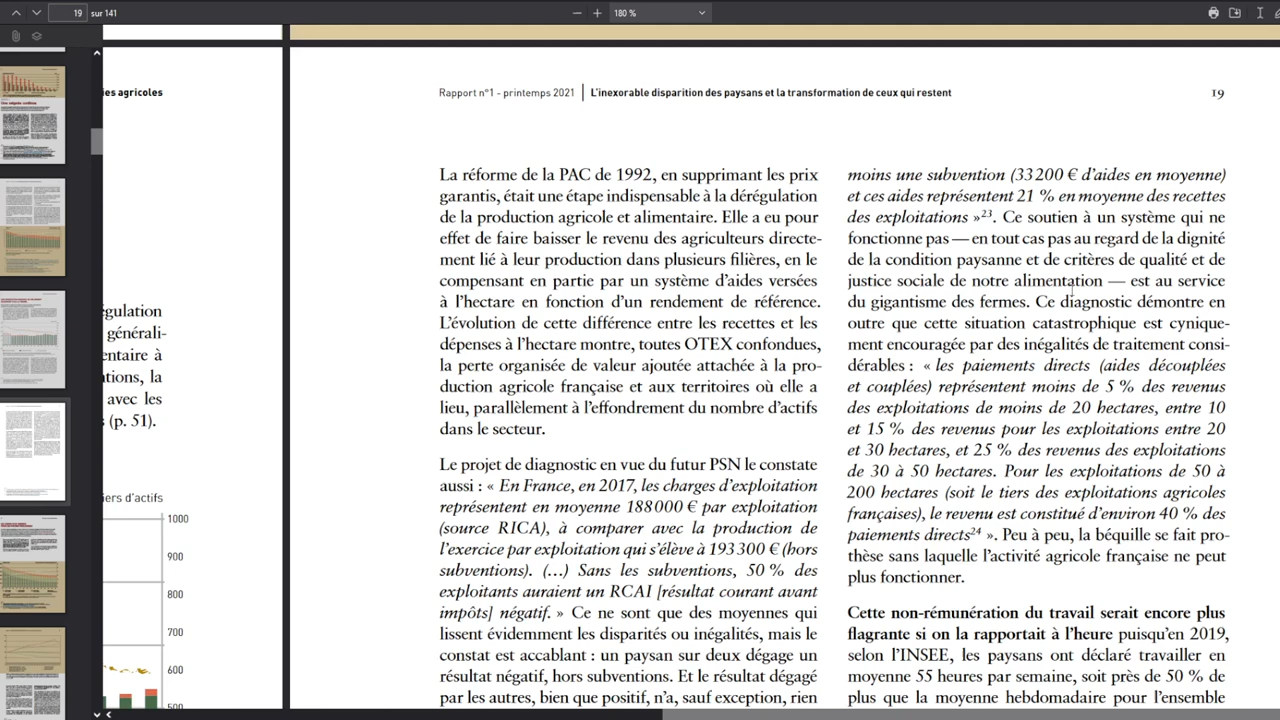 19 sur 141
180 %
ies agricoles
égulation
générali-
entaire à
ations, la
avec les
(p. 51).
iers d'actifs
1000
900
800
700
600
500
Rapport n°1 - printemps 2021 | L'inexorable disparition des paysans et la transformation de ceux qui restent
19
La réforme de la PAC de 1992, en supprimant les prix
garantis, était une étape indispensable à la dérégulation
de la production agricole et alimentaire. Elle a eu pour
effet de faire baisser le revenu des agriculteurs directe-
ment lié à leur production dans plusieurs filières, en le
compensant en partie par un système d'aides versées
à l'hectare en fonction d'un rendement de référence.
L'évolution de cette différence entre les recettes et les
dépenses à l'hectare montre, toutes OTEX confondues,
la perte organisée de valeur ajoutée attachée à la pro-
duction agricole française et aux territoires où elle a
lieu, parallèlement à l'effondrement du nombre d'actifs
dans le secteur.
Le projet de diagnostic en vue du futur PSN le constate
aussi : « En France, en 2017, les charges d'exploitation
représentent en moyenne 188 000 € par exploitation
(source RICA), à comparer avec la production de
l'exercice par exploitation qui s'élève à 193 300 € (hors
subventions). (…) Sans les subventions, 50 % des
exploitants auraient un RCAI [résultat courant avant
impôts] négatif. » Ce ne sont que des moyennes qui
lissent évidemment les disparités ou inégalités, mais le
constat est accablant : un paysan sur deux dégage un
résultat négatif, hors subventions. Et le résultat dégagé
par les autres, bien que positif, n'a, sauf exception, rien
moins une subvention (33 200 € d'aides en moyenne)
et ces aides représentent 21 % en moyenne des recettes
des exploitations »23. Ce soutien à un système qui ne
fonctionne pas — en tout cas pas au regard de la dignité
de la condition paysanne et de critères de qualité et de
justice sociale de notre alimentation — est au service
du gigantisme des fermes. Ce diagnostic démontre en
outre que cette situation catastrophique est cynique-
ment encouragée par des inégalités de traitement consi-
dérables : « les paiements directs (aides découplées
et couplées) représentent moins de 5 % des revenus
des exploitations de moins de 20 hectares, entre 10
et 15 % des revenus pour les exploitations entre 20
et 30 hectares, et 25 % des revenus des exploitations
de 30 à 50 hectares. Pour les exploitations de 50 à
200 hectares (soit le tiers des exploitations agricoles
françaises), le revenu est constitué d'environ 40 % des
paiements directs24 ». Peu à peu, la béquille se fait pro-
thèse sans laquelle l'activité agricole française ne peut
plus fonctionner.
Cette non-rémunération du travail serait encore plus
flagrante si on la rapportait à l'heure puisqu'en 2019,
selon l'INSEE, les paysans ont déclaré travailler en
moyenne 55 heures par semaine, soit près de 50 % de
plus que la moyenne hebdomadaire pour l'ensemble